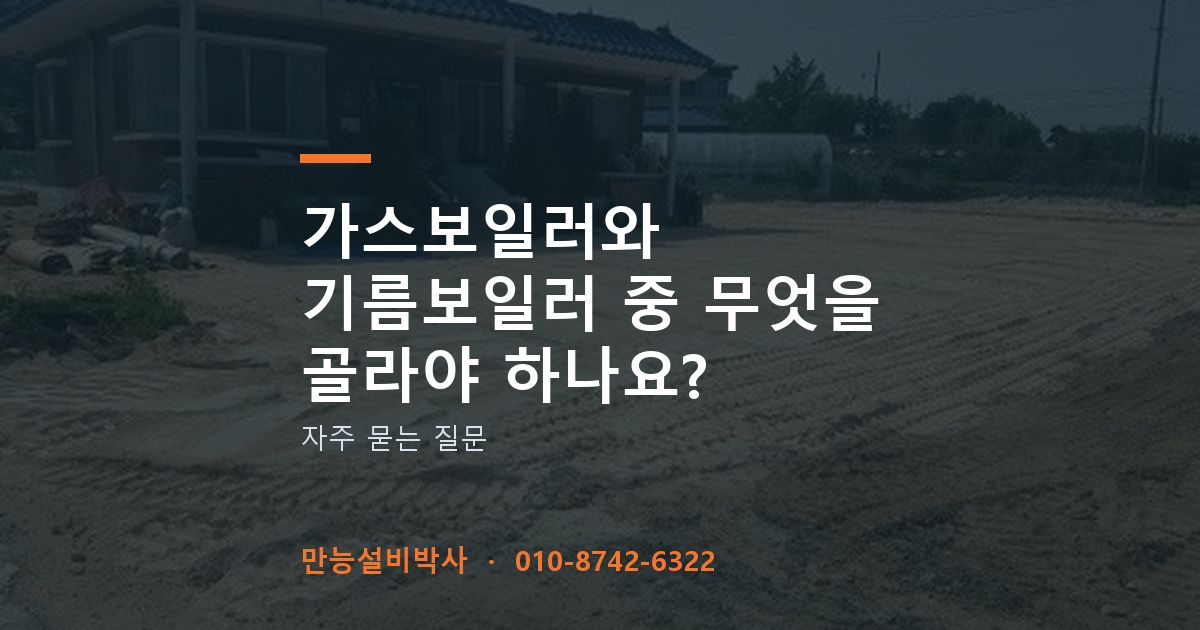 가스보일러와
기름보일러 중 무엇을
골라야 하나요?
자주 묻는 질문
만능설비박사 · 010-8742-6322